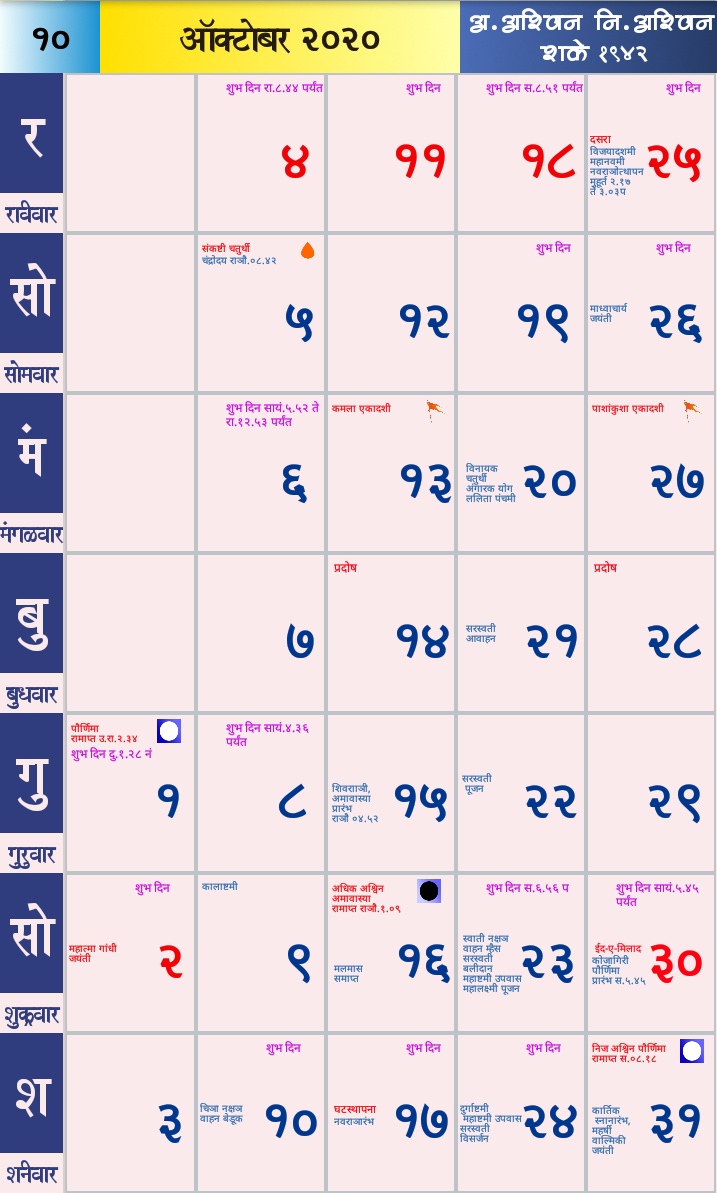 १०
ऑक्टोबर २०२०
अ.अश्विन नि.अश्विन
शके १९४२
र
रविवार
शुभ दिन रा.८.४४ पर्यंत
४
शुभ दिन
११
शुभ दिन स.८.५१ पर्यंत
१८
शुभ दिन
दसरा
विजयादशमी
महानवमी
नवराञोत्थापन
मुहूर्त २.१७
ते ३.०३प
२५
सो
सोमवार
संकष्टी चतुर्थी
चंद्रोदय राञौ.०८.४२
५
१२
शुभ दिन
१९
शुभ दिन
माध्वाचार्य
जयंती
२६
मं
मंगळवार
शुभ दिन सायं.५.५२ ते
रा.१२.५३ पर्यंत
६
कमला एकादशी
१३
विनायक
चतुर्थी
अंगारक योग
ललिता पंचमी
२०
पाशांकुशा एकादशी
२७
बु
बुधवार
७
प्रदोष
१४
सरस्वती
आवाहन
२१
प्रदोष
२८
गु
गुरुवार
पौर्णिमा
समाप्त उ.रा.२.३४
शुभ दिन दु.१.२८ नं
१
शुभ दिन सायं.४.३६
पर्यंत
८
शिवराञी,
अमावास्या
प्रारंभ
राञौ ०४.५२
१५
सरस्वती
पूजन
२२
२९
सो
शुक्रवार
शुभ दिन
महात्मा गांधी
जयंती
२
कालाष्टमी
९
अधिक अश्विन
अमावास्या
समाप्त राञौ.१.०९
मलमास
समाप्त
१६
शुभ दिन स.६.५६ प
स्वाती नक्षञ
वाहन म्हैस
सरस्वती
बलीदान
महाष्टमी उपवास
महालक्ष्मी पूजन
२३
शुभ दिन सायं.५.४५
पर्यंत
ईद-ए-मिलाद
कोजागिरी
पौर्णिमा
प्रारंभ स.५.४५
३०
श
शनिवार
३
शुभ दिन
चिञा नक्षञ
वाहन बेडूक
१०
शुभ दिन
घटस्थापना
नवराञारंभ
१७
शुभ दिन
दुर्गाष्टमी
महाष्टमी उपवास
सरस्वती
विसर्जन
२४
निज अश्विन पौर्णिमा
समाप्त स.०८.१८
कार्तिक
स्नानारंभ,
महर्षी
वाल्मिकी
जयंती
३१